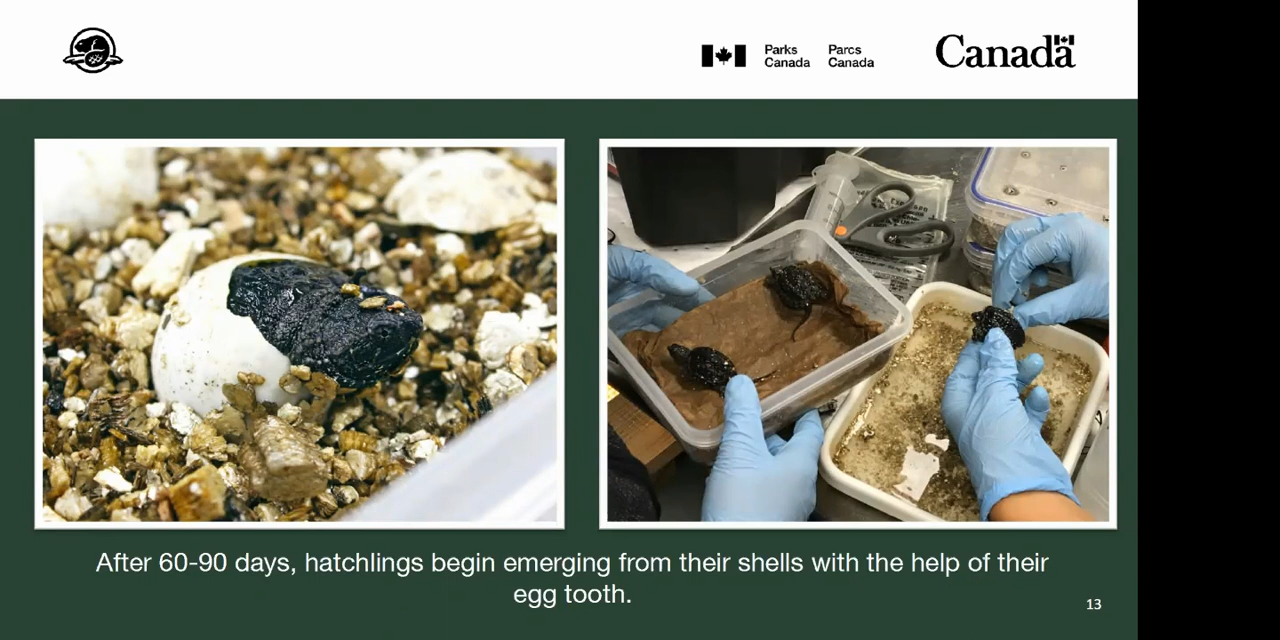 Parks Canada
Parcs Canada
Canada
After 60-90 days, hatchlings begin emerging from their shells with the help of their
egg tooth.
13